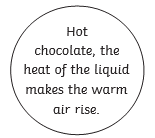 Hot
chocolate, the
heat of the liquid
makes the warm
air rise.